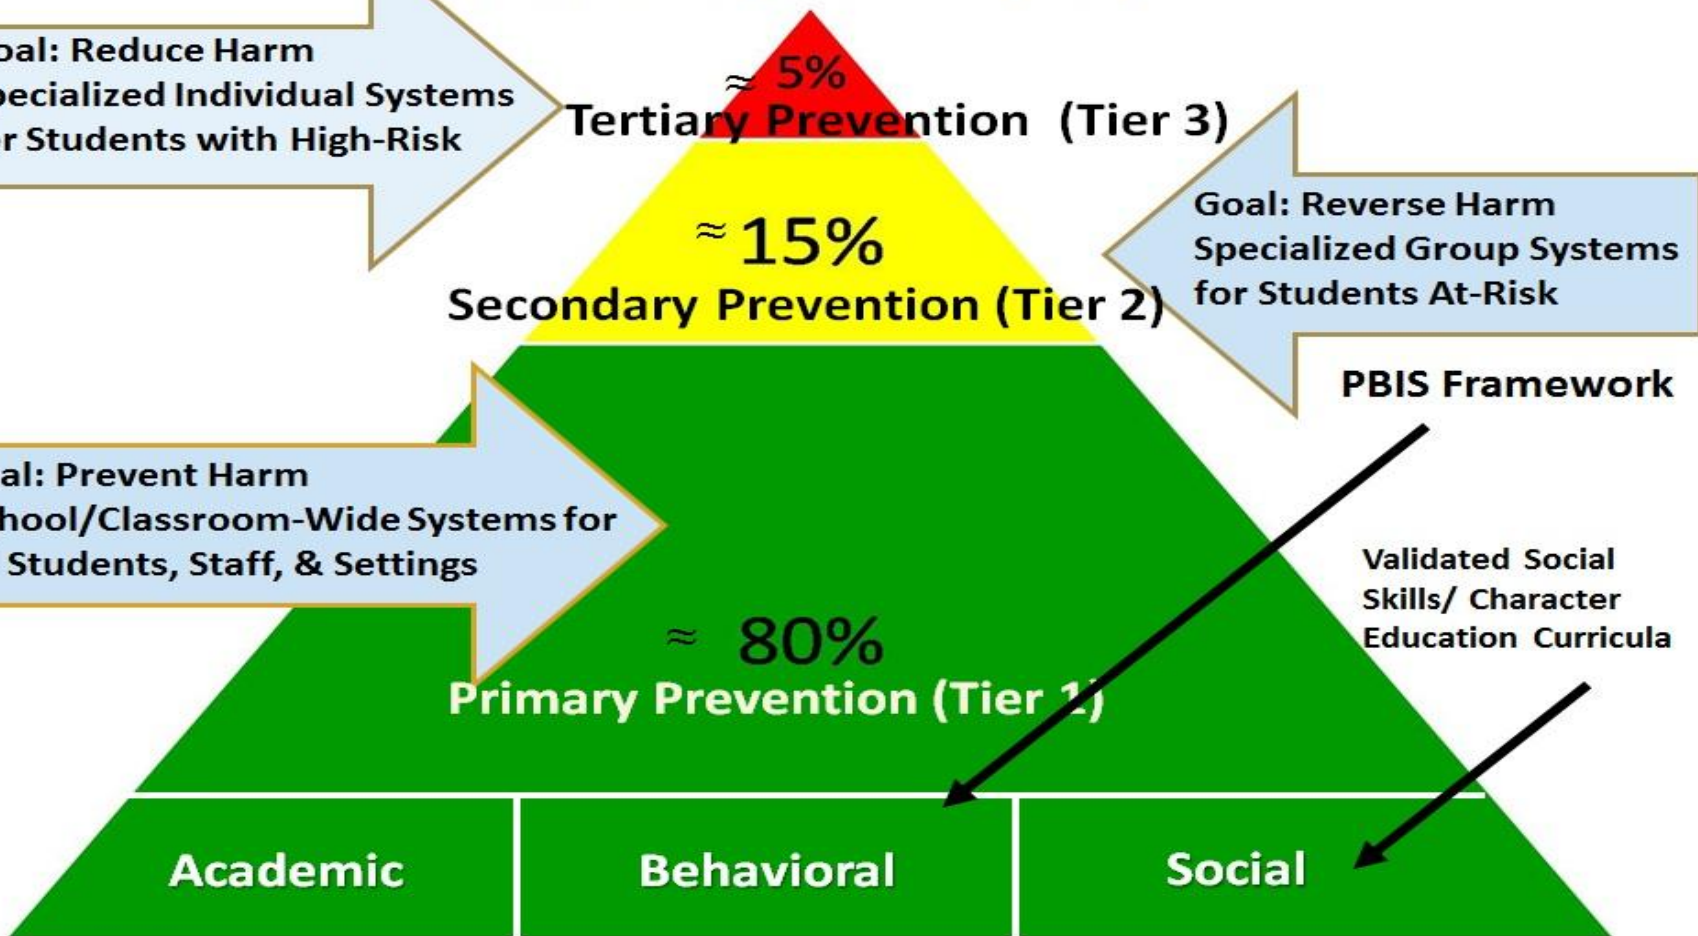 oal: Reduce Harm
pecialized Individual Systems
r Students with High-Risk
≈ 5%
Tertiary Prevention (Tier 3)
≈ 15%
Secondary Prevention (Tier 2)
Goal: Reverse Harm
Specialized Group Systems
for Students At-Risk
PBIS Framework
al: Prevent Harm
hool/Classroom-Wide Systems for
Students, Staff, & Settings
Validated Social
Skills/ Character
Education Curricula
≈ 80%
Primary Prevention (Tier 1)
Academic
Behavioral
Social